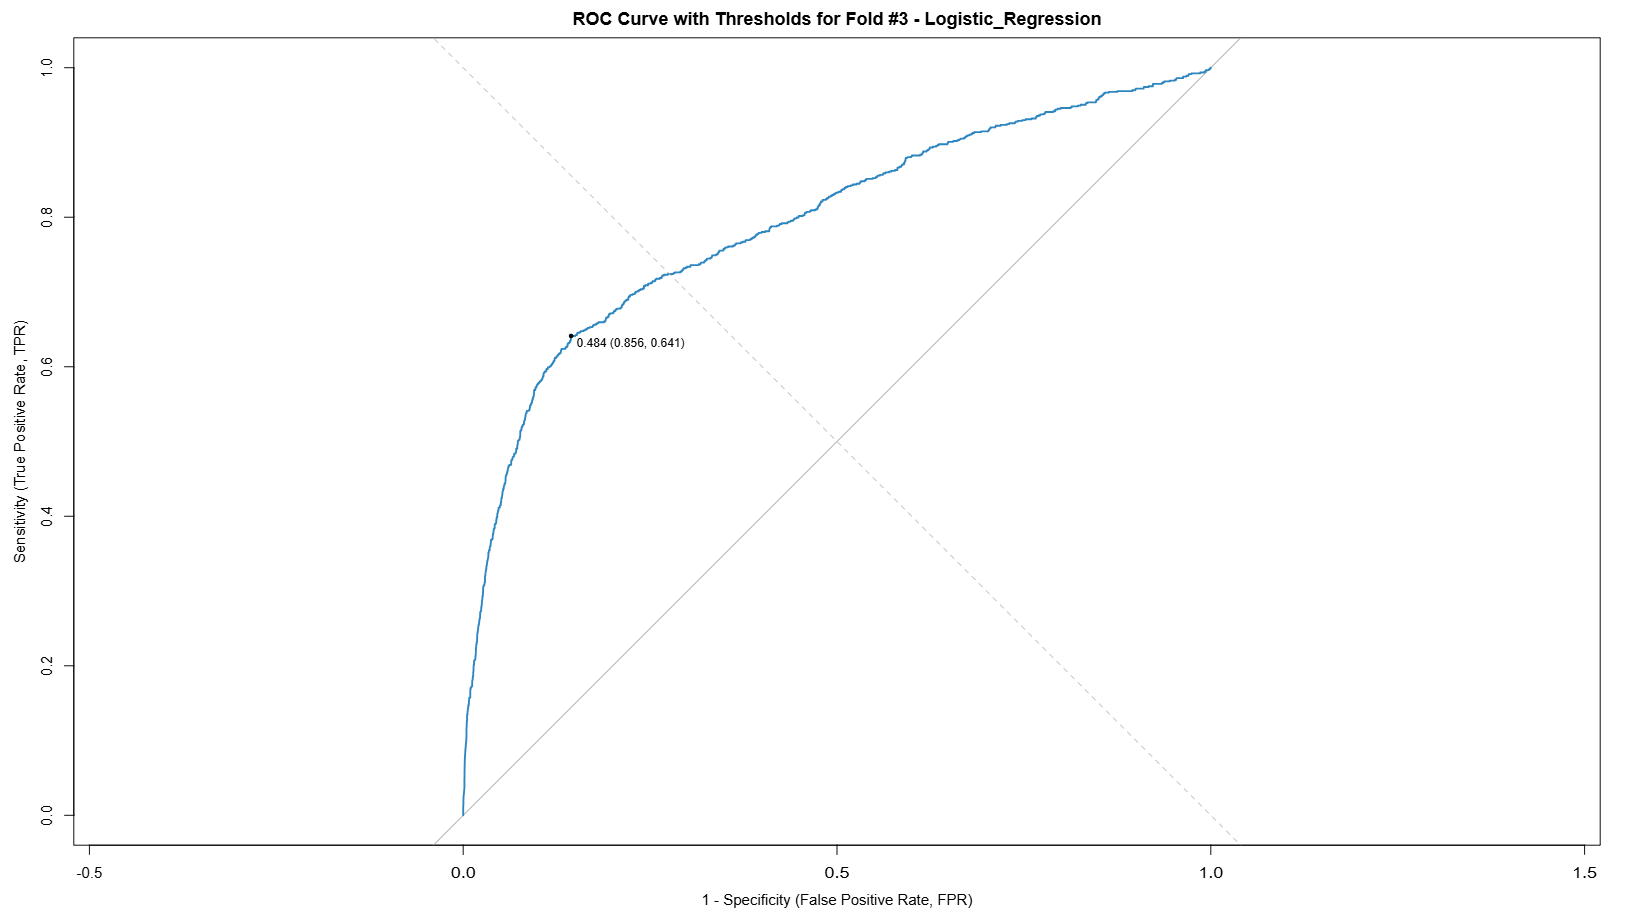 ROC Curve with Thresholds for Fold #3 - Logistic_Regression
Sensitivity (True Positive Rate, TPR)
1.0
0.8
0.6
0.4
0.2
0.0
0.484 (0.856, 0.641)
-0.5
0.0
0.5
1.0
1.5
1 - Specificity (False Positive Rate, FPR)